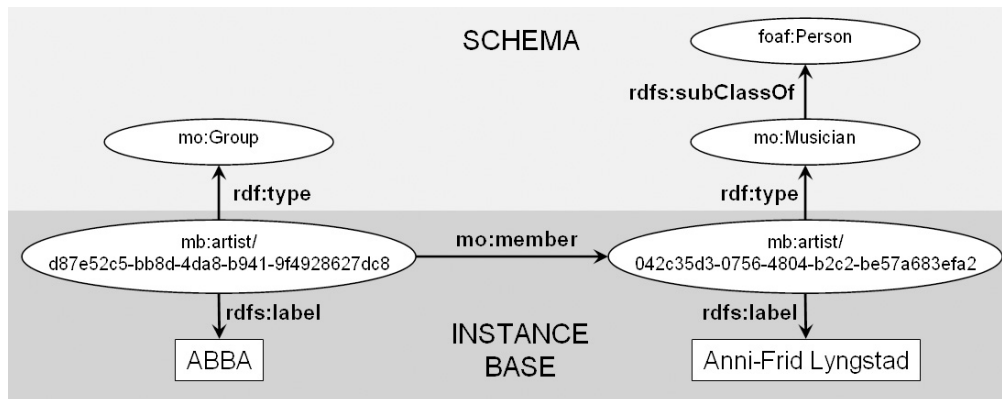 SCHEMA
foaf:Person
rdfs:subClassOf
mo:Group
mo:Musician
rdf:type
rdf:type
mb:artist/
d87e52c5-bb8d-4da8-b941-9f4928627dc8
mo:member
mb:artist/
042c35d3-0756-4804-b2c2-be57a683efa2
rdfs:label
rdfs:label
INSTANCE
BASE
ABBA
Anni-Frid Lyngstad